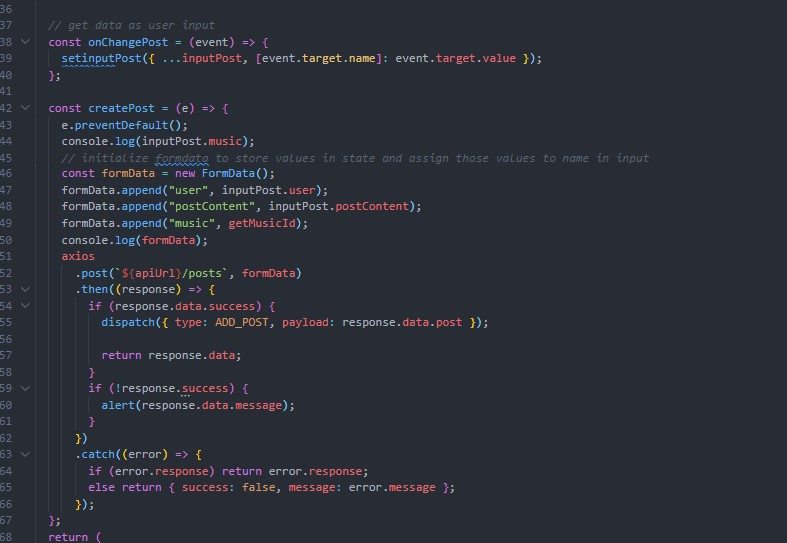 36
37 // get data as user input
38 const onChangePost = (event) => {
39 setinputPost({ ...inputPost, [event.target.name]: event.target.value });
40 };
41
42 const createPost = (e) => {
43 e.preventDefault();
44 console.log(inputPost.music);
45 // initialize formdata to store values in state and assign those values to name in input
46 const formData = new FormData();
47 formData.append("user", inputPost.user);
48 formData.append("postContent", inputPost.postContent);
49 formData.append("music", getMusicId);
50 console.log(formData);
51 axios
52 .post(`${apiUrl}/posts`, formData)
53 .then((response) => {
54 if (response.data.success) {
55 dispatch({ type: ADD_POST, payload: response.data.post });
56
57 return response.data;
58 }
59 if (!response.success) {
60 alert(response.data.message);
61 }
62 })
63 .catch((error) => {
64 if (error.response) return error.response;
65 else return { success: false, message: error.message };
66 });
67 };
68 return (